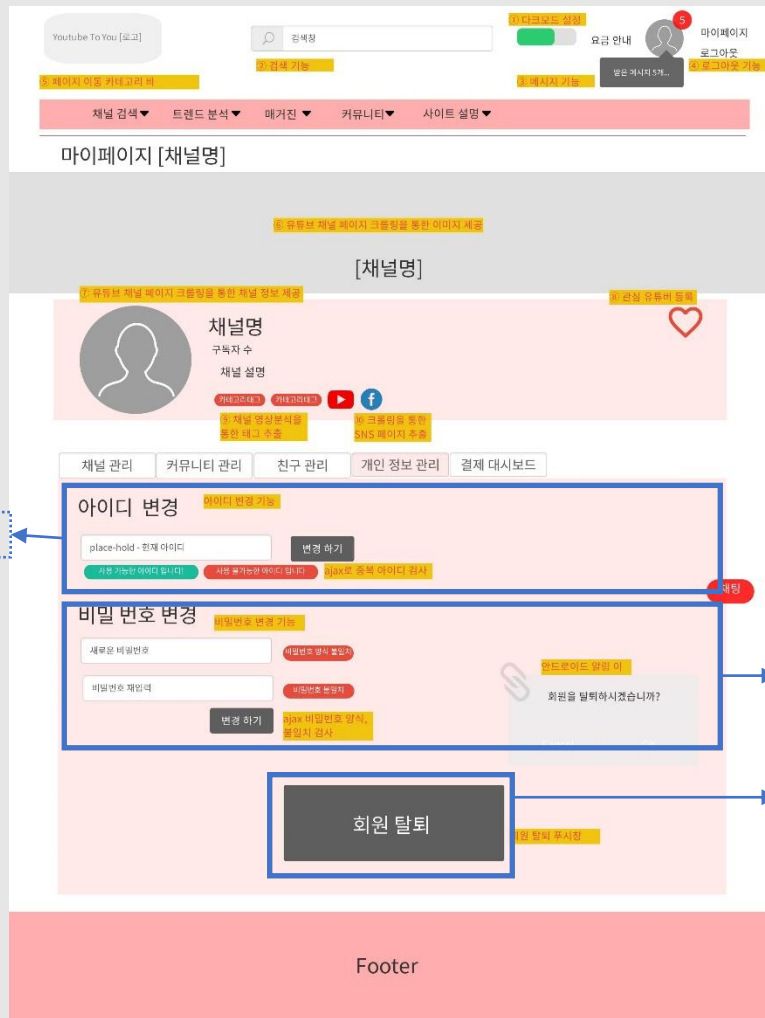 Youtube To You [로고]
검색창
① 다크모드 설정
요금 안내
5
마이페이지
로그아웃
② 검색 기능
③ 메시지 기능
받은 메시지 5개...
④ 로그아웃 기능
⑤ 페이지 이동 카테고리 바
채널 검색▼
트렌드 분석▼
매거진 ▼
커뮤니티▼
사이트 설명 ▼
마이페이지 [채널명]
⑥ 유튜브 채널 페이지 크롤링을 통한 이미지 제공
[채널명]
⑦ 유튜브 채널 페이지 크롤링을 통한 채널 정보 제공
⑧ 관심 유튜버 등록
채널명
구독자 수
채널 설명
카테고리태그
카테고리태그
⑨ 채널 영상분석을
통한 태그 추출
⑩ 크롤링을 통한
SNS 페이지 추출
채널 관리
커뮤니티 관리
친구 관리
개인 정보 관리
결제 대시보드
아이디 변경
아이디 변경 기능
place-hold - 현재 아이디
변경 하기
사용 가능한 아이디 입니다!
사용 불가능한 아이디 입니다
ajax로 중복 아이디 검사
채팅
비밀 번호 변경
비밀번호 변경 기능
새로운 비밀번호
비밀번호 양식 불일치
안드로이드 알림 이
비밀번호 재입력
비밀번호 불일치
회원을 탈퇴하시겠습니까?
변경 하기
ajax 비밀번호 양식,
불일치 검사
회원 탈퇴
회원 탈퇴 푸시창
Footer